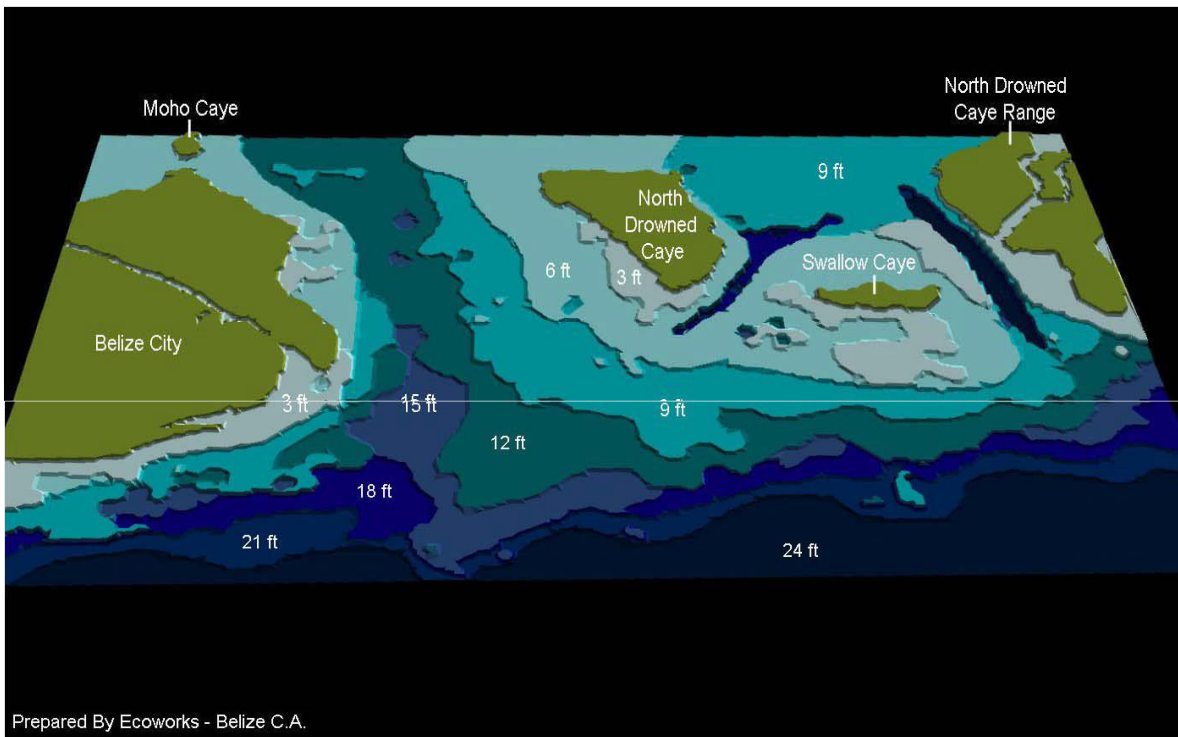 North Drowned
Caye Range
Moho Caye
9 ft
North
Drowned
Caye
6 ft
3 ft
Swallow Caye
Belize City
3 ft
15 ft
9 ft
12 ft
18 ft
21 ft
24 ft
Prepared By Ecoworks - Belize C.A.